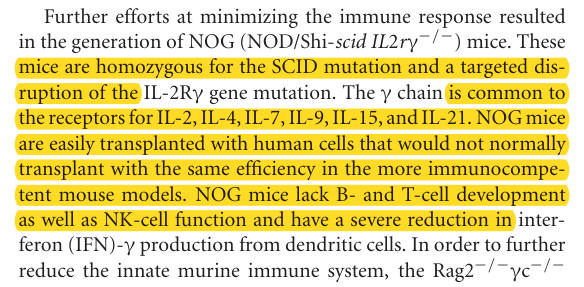 Further efforts at minimizing the immune response resulted
in the generation of NOG (NOD/Shi-scid IL2rγ−/−) mice. These
mice are homozygous for the SCID mutation and a targeted dis-
ruption of the IL-2Rγ gene mutation. The γ chain is common to
the receptors for IL-2, IL-4, IL-7, IL-9, IL-15, and IL-21. NOG mice
are easily transplanted with human cells that would not normally
transplant with the same efficiency in the more immunocompe-
tent mouse models. NOG mice lack B- and T-cell development
as well as NK-cell function and have a severe reduction in inter-
feron (IFN)-γ production from dendritic cells. In order to further
reduce the innate murine immune system, the Rag2−/−γc−/−